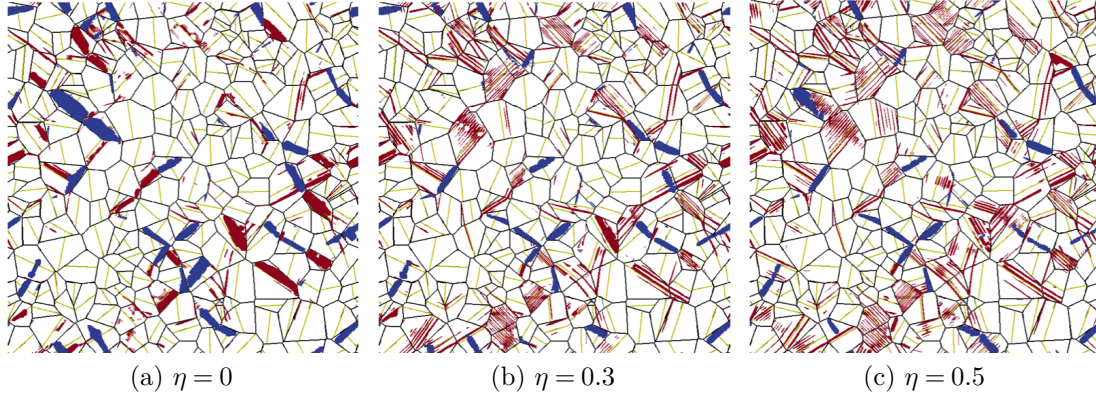 (a) η = 0
(b) η = 0.3
(c) η = 0.5